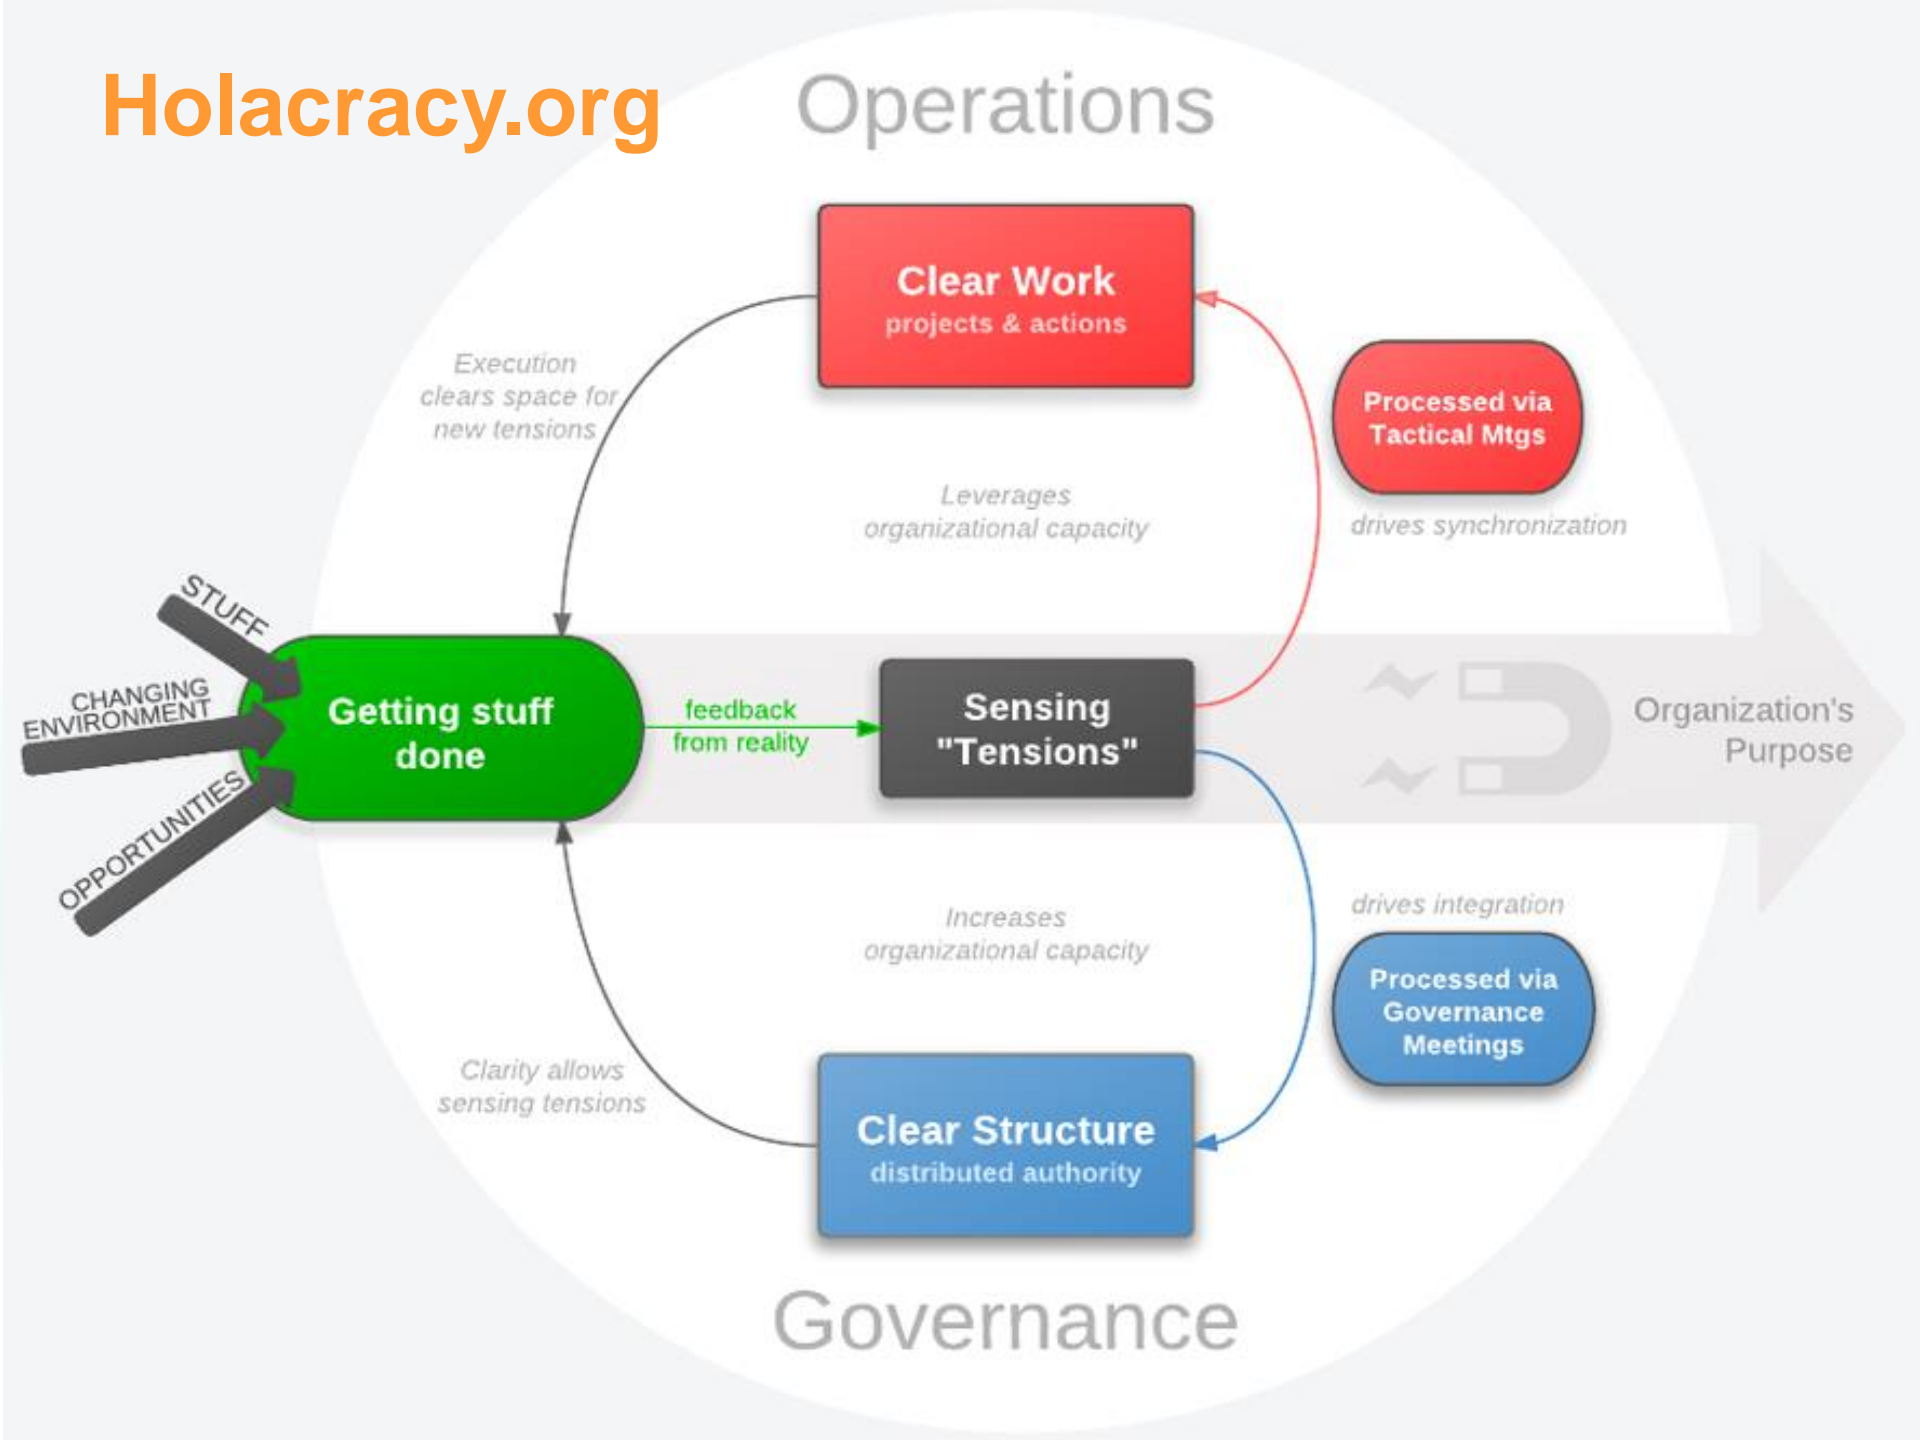 Holacracy.org
Operations
Clear Work
projects & actions
Execution
clears space for
new tensions
Processed via
Tactical Mtgs
drives synchronization
Leverages
organizational capacity
STUFF
CHANGING
ENVIRONMENT
OPPORTUNITIES
Getting stuff
done
feedback
from reality
Sensing
"Tensions"
Organization's
Purpose
Increases
organizational capacity
drives integration
Processed via
Governance
Meetings
Clarity allows
sensing tensions
Clear Structure
distributed authority
Governance